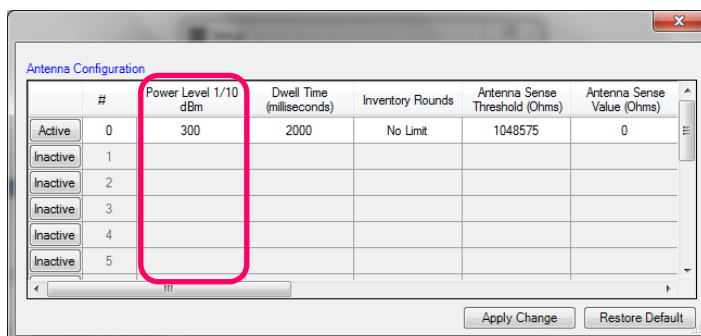 Antenna Configuration
# Power Level 1/10 dBm Dwell Time (milliseconds) Inventory Rounds Antenna Sense Threshold (Ohms) Antenna Sense Value (Ohms)
Active 0 300 2000 No Limit 1048575 0
Inactive 1
Inactive 2
Inactive 3
Inactive 4
Inactive 5
Apply Change Restore Default